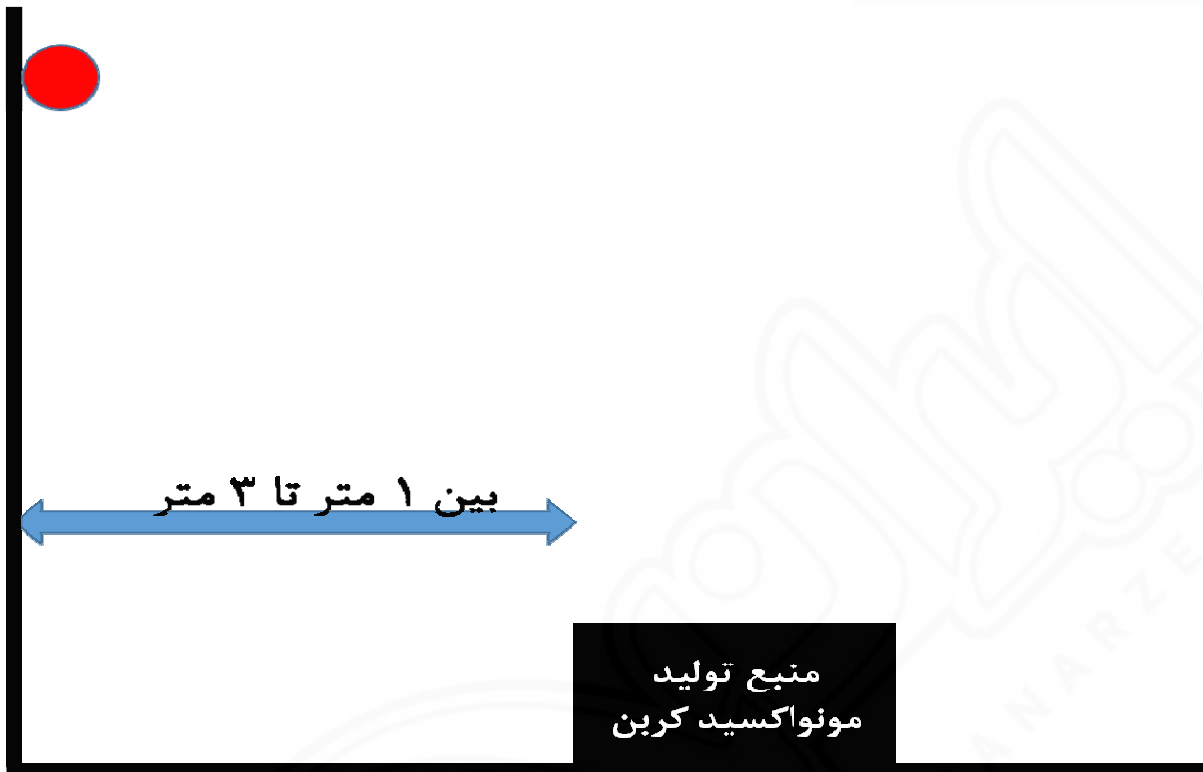 بین ۱ متر تا ۳ متر
منبع تولید
مونواکسید کربن